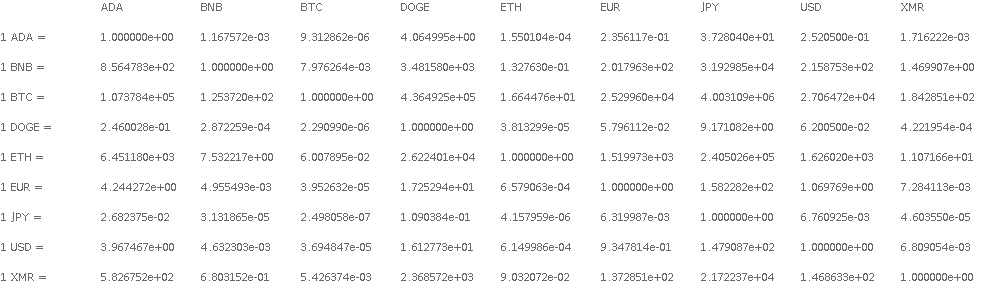 ADA BNB BTC DOGE ETH EUR JPY USD XMR
1 ADA = 1.000000e+00 1.167572e-03 9.312862e-06 4.064995e+00 1.550104e-04 2.356117e-01 3.728040e+01 2.520500e-01 1.716222e-03
1 BNB = 8.564783e+02 1.000000e+00 7.976264e-03 3.481580e+03 1.327630e-01 2.017963e+02 3.192985e+04 2.158753e+02 1.469907e+00
1 BTC = 1.073784e+05 1.253720e+02 1.000000e+00 4.364925e+05 1.664476e+01 2.529960e+04 4.003109e+06 2.706472e+04 1.842851e+02
1 DOGE = 2.460028e-01 2.872259e-04 2.290990e-06 1.000000e+00 3.813299e-05 5.796112e-02 9.171082e+00 6.200500e-02 4.221954e-04
1 ETH = 6.451180e+03 7.532217e+00 6.007895e-02 2.622401e+04 1.000000e+00 1.519973e+03 2.405026e+05 1.626020e+03 1.107166e+01
1 EUR = 4.244272e+00 4.955493e-03 3.952632e-05 1.725294e+01 6.579063e-04 1.000000e+00 1.582282e+02 1.069769e+00 7.284113e-03
1 JPY = 2.682375e-02 3.131865e-05 2.498058e-07 1.090384e-01 4.157959e-06 6.319987e-03 1.000000e+00 6.760925e-03 4.603550e-05
1 USD = 3.967467e+00 4.632303e-03 3.694847e-05 1.612773e+01 6.149986e-04 9.347814e-01 1.479087e+02 1.000000e+00 6.809054e-03
1 XMR = 5.826752e+02 6.803152e-01 5.426374e-03 2.368572e+03 9.032072e-02 1.372851e+02 2.172237e+04 1.468633e+02 1.000000e+00